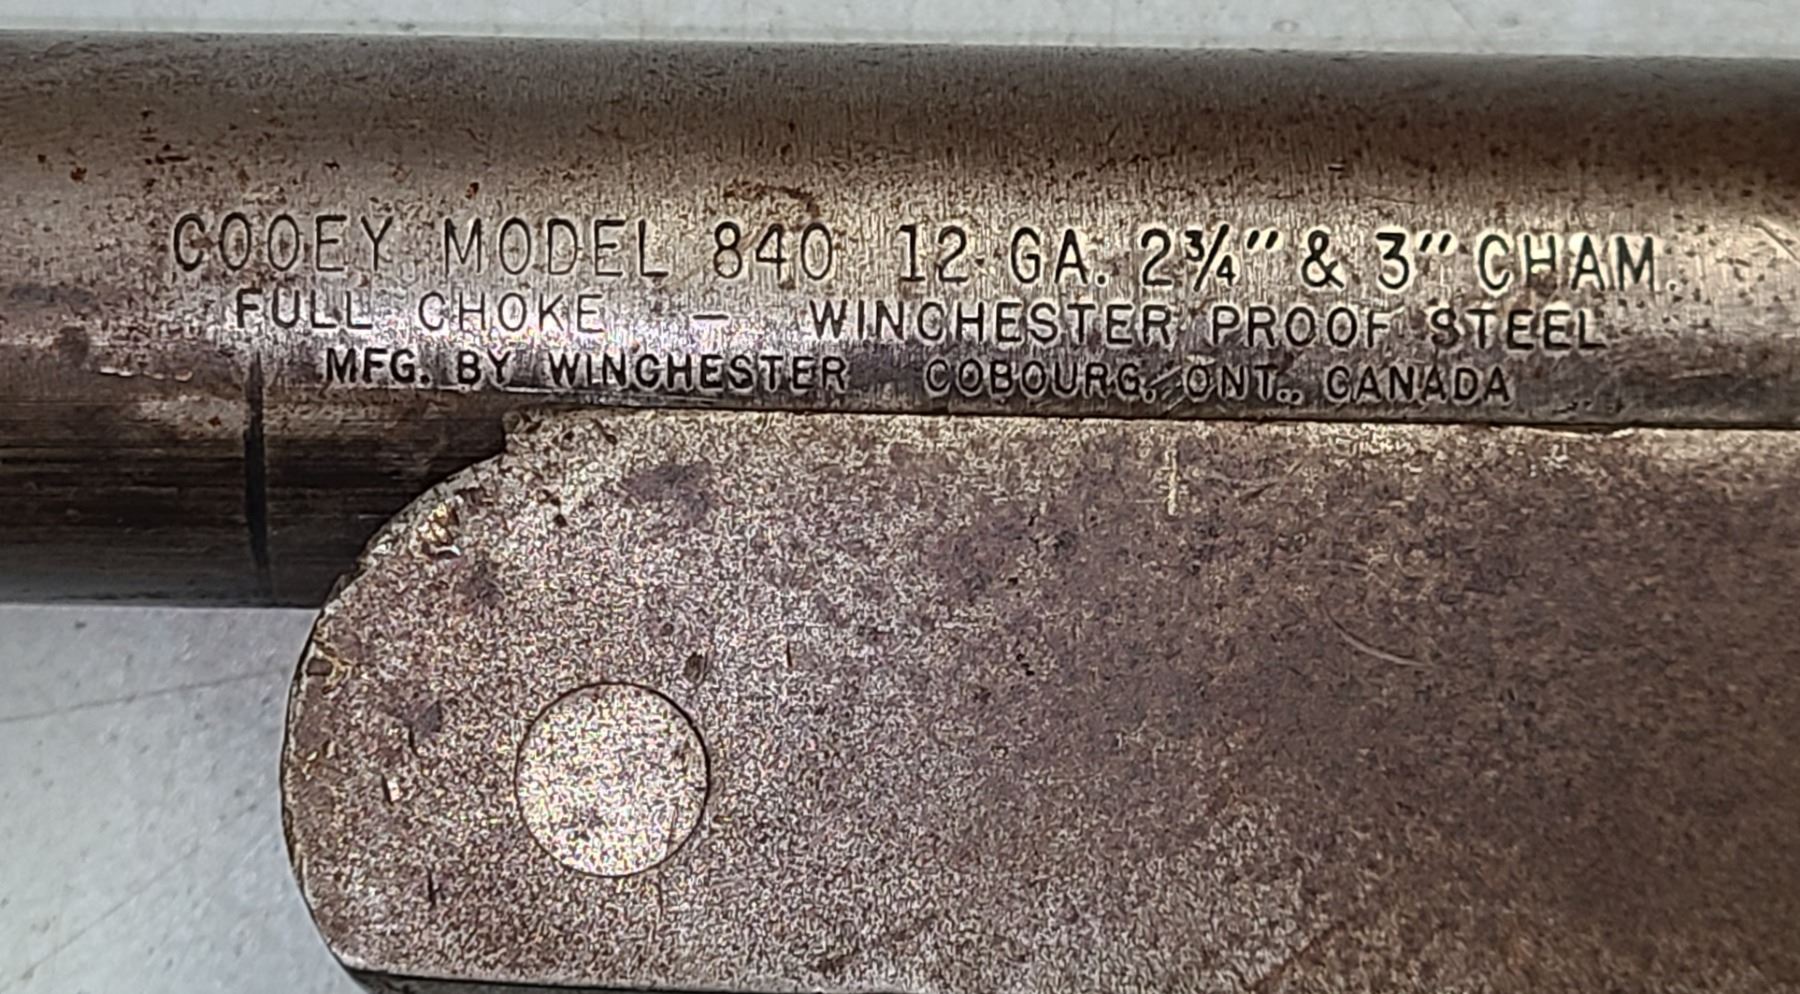 COOEY MODEL 840 12 GA. 2¾" & 3" CHAM.
FULL CHOKE — WINCHESTER PROOF STEEL
MFG. BY WINCHESTER COBOURG, ONT., CANADA